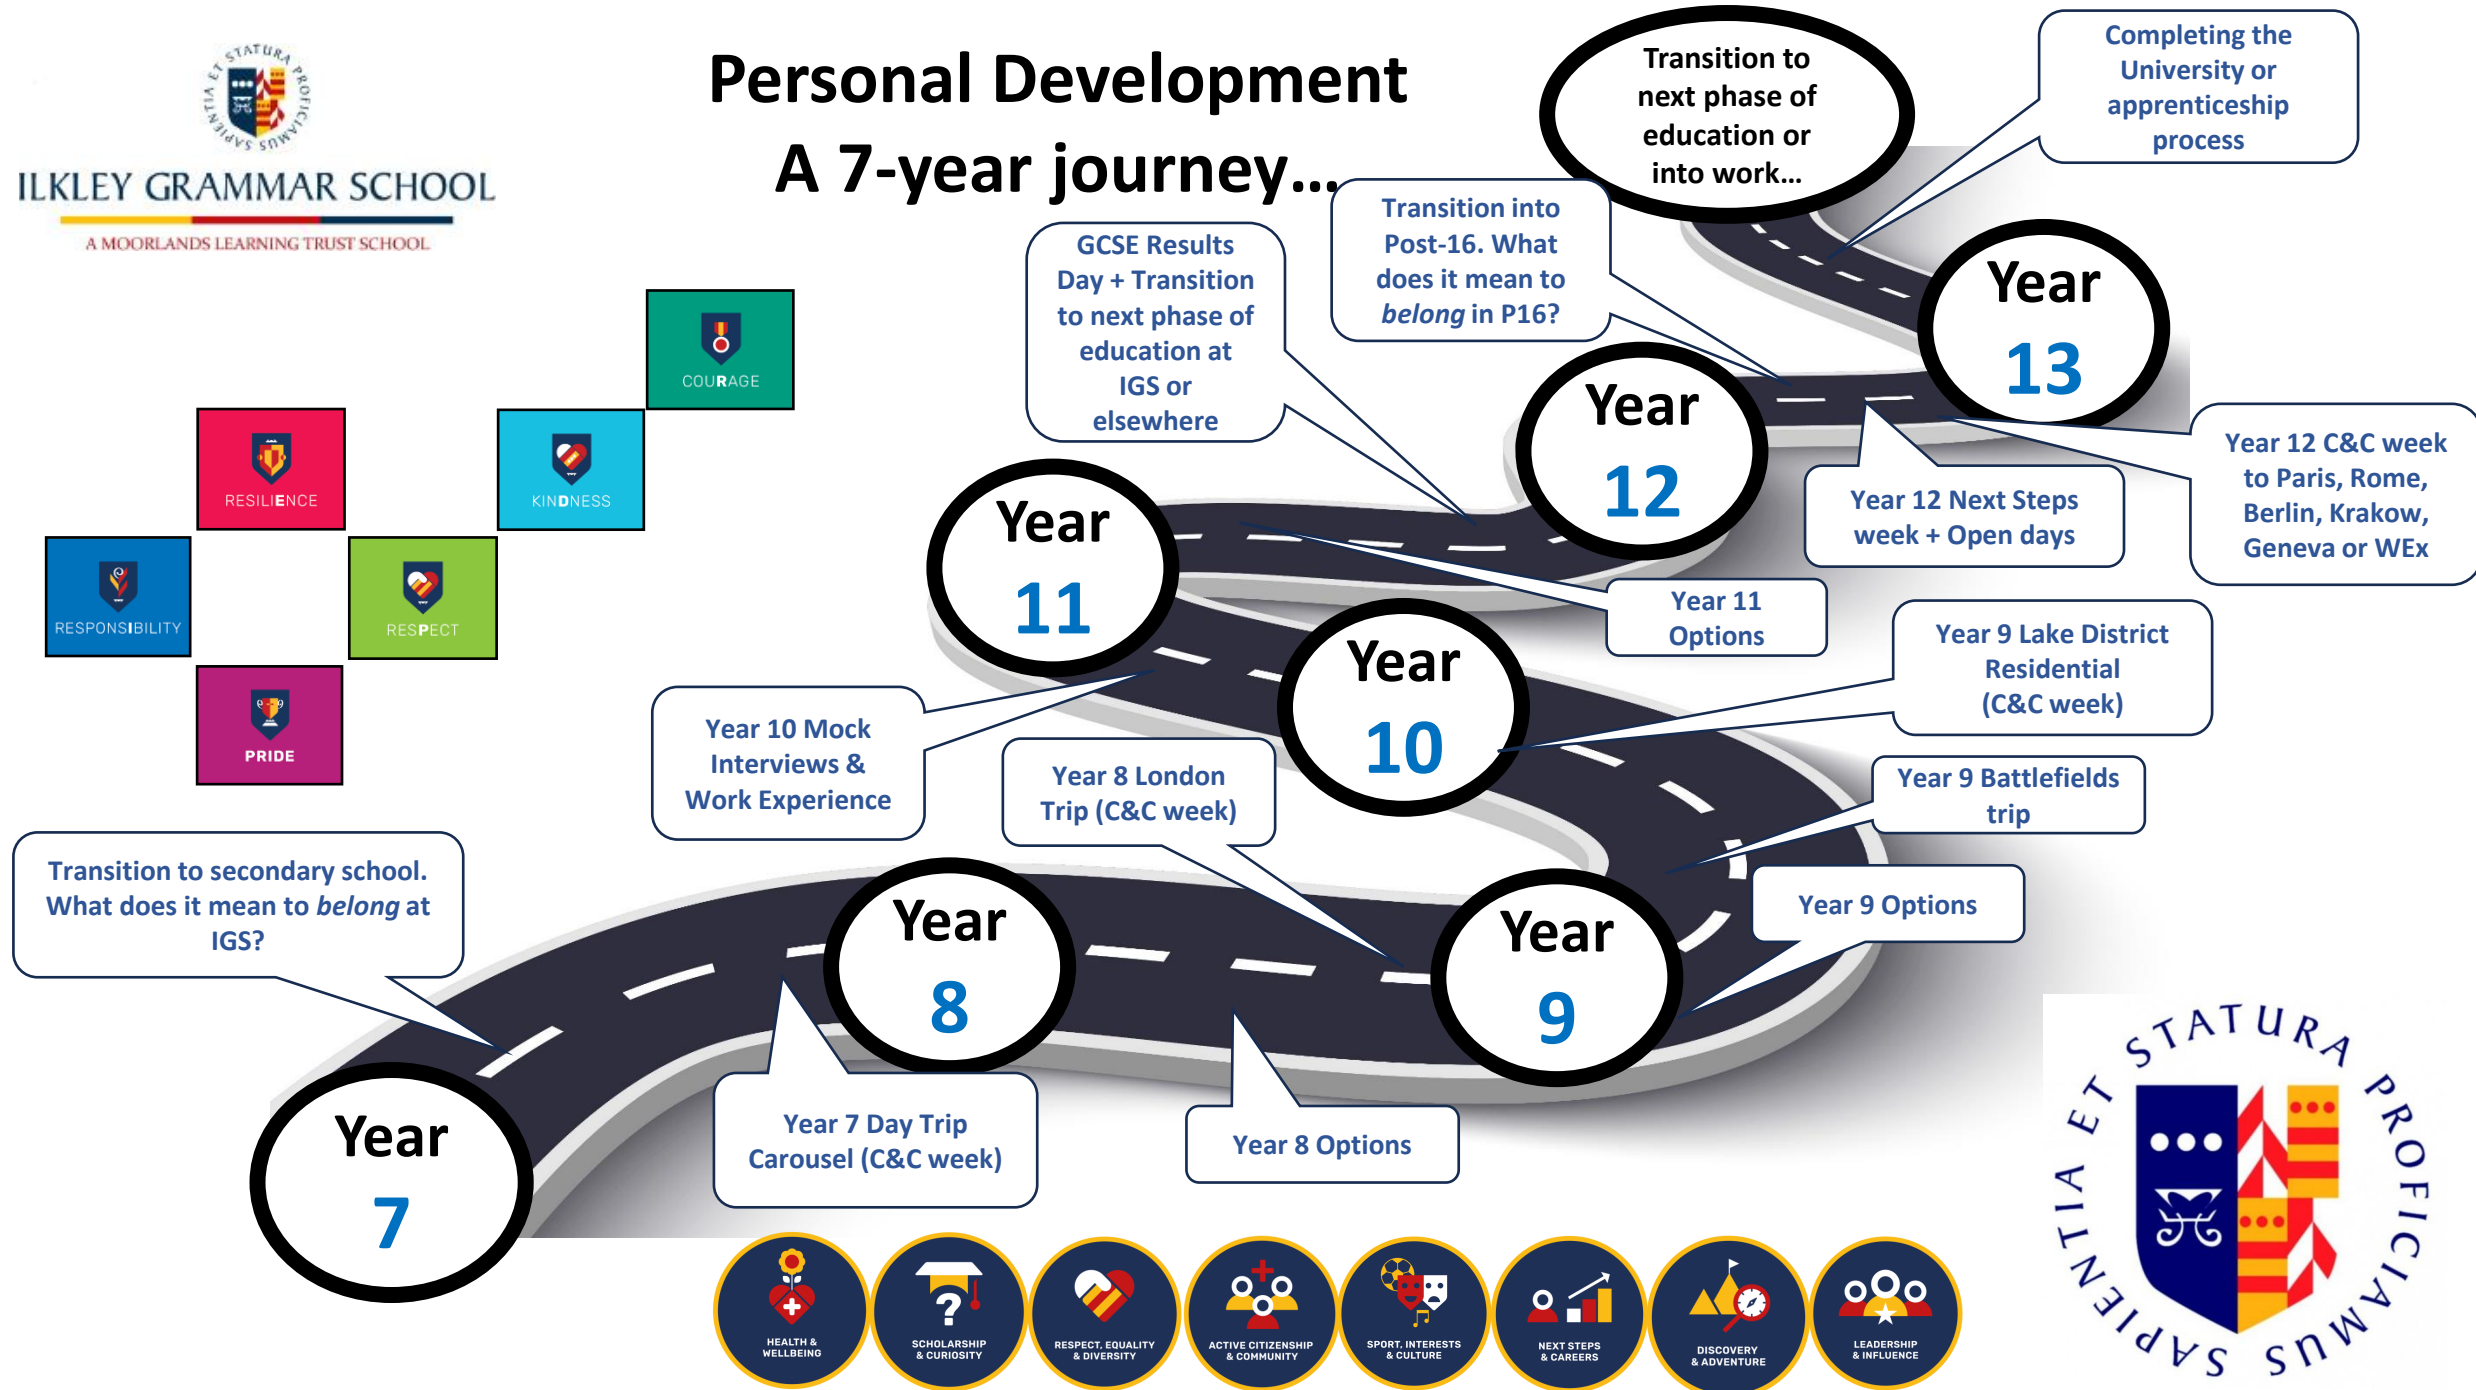 SAPIENTIA ET STATURA PROFICIAMUS
ILKLEY GRAMMAR SCHOOL
A MOORLANDS LEARNING TRUST SCHOOL
Personal Development
A 7-year journey...
Transition to
next phase of
education or
into work...
Completing the
University or
apprenticeship
process
GCSE Results
Day + Transition
to next phase of
education at
IGS or
elsewhere
Transition into
Post-16. What
does it mean to
belong in P16?
Year
13
Year
12
Year 12 C&C week
to Paris, Rome,
Berlin, Krakow,
Geneva or WEx
Year 12 Next Steps
week + Open days
COURAGE
RESILIENCE
KINDNESS
RESPONSIBILITY
RESPECT
PRIDE
Year
11
Year 11
Options
Year
10
Year 9 Lake District
Residential
(C&C week)
Year 10 Mock
Interviews &
Work Experience
Year 8 London
Trip (C&C week)
Year 9 Battlefields
trip
Year 9 Options
Transition to secondary school.
What does it mean to belong at
IGS?
Year
8
Year
9
Year
7
Year 7 Day Trip
Carousel (C&C week)
Year 8 Options
HEALTH &
WELLBEING
SCHOLARSHIP
& CURIOSITY
RESPECT, EQUALITY
& DIVERSITY
ACTIVE CITIZENSHIP
& COMMUNITY
SPORT, INTERESTS
& CULTURE
NEXT STEPS
& CAREERS
DISCOVERY
& ADVENTURE
LEADERSHIP
& INFLUENCE
SAPIENTIA ET STATURA PROFICIAMUS